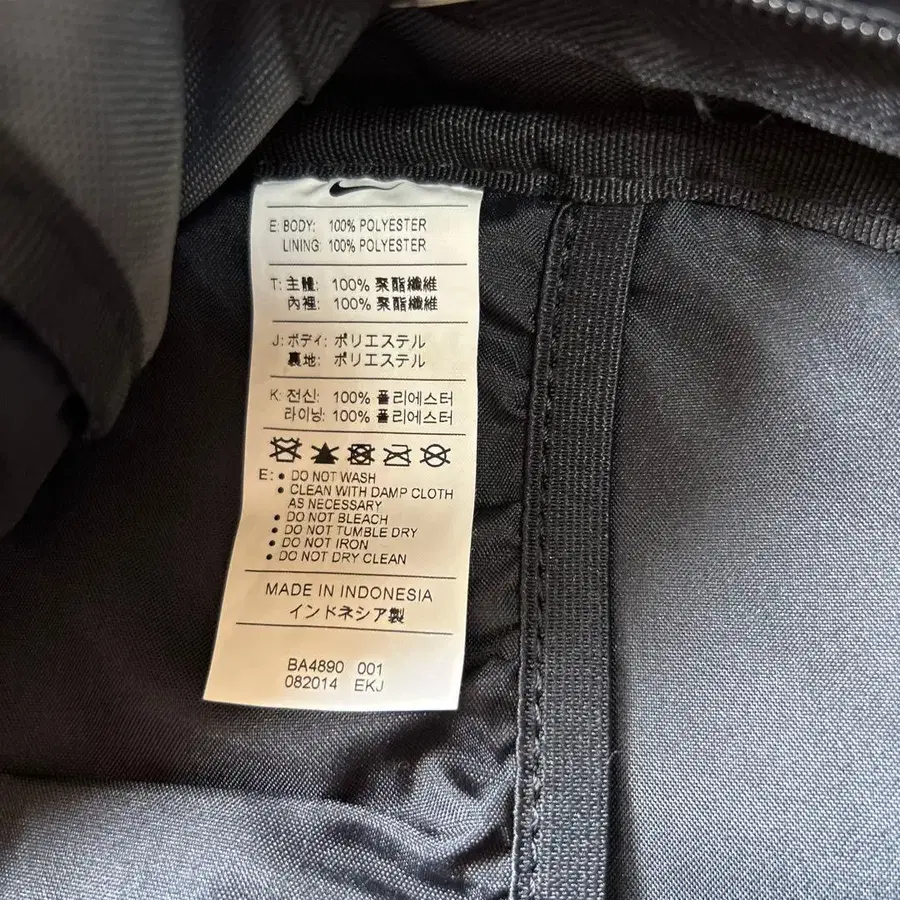 E: BODY: 100% POLYESTER
LINING: 100% POLYESTER
T: 主體: 100% 聚酯纖維
內裡: 100% 聚酯纖維
J: ボディ: ポリエステル
裏地: ポリエステル
K: 전신: 100% 폴리에스터
라이닝: 100% 폴리에스터
E: • DO NOT WASH
• CLEAN WITH DAMP CLOTH
AS NECESSARY
• DO NOT BLEACH
• DO NOT TUMBLE DRY
• DO NOT IRON
• DO NOT DRY CLEAN
MADE IN INDONESIA
インドネシア製
BA4890 001
082014 EKJ